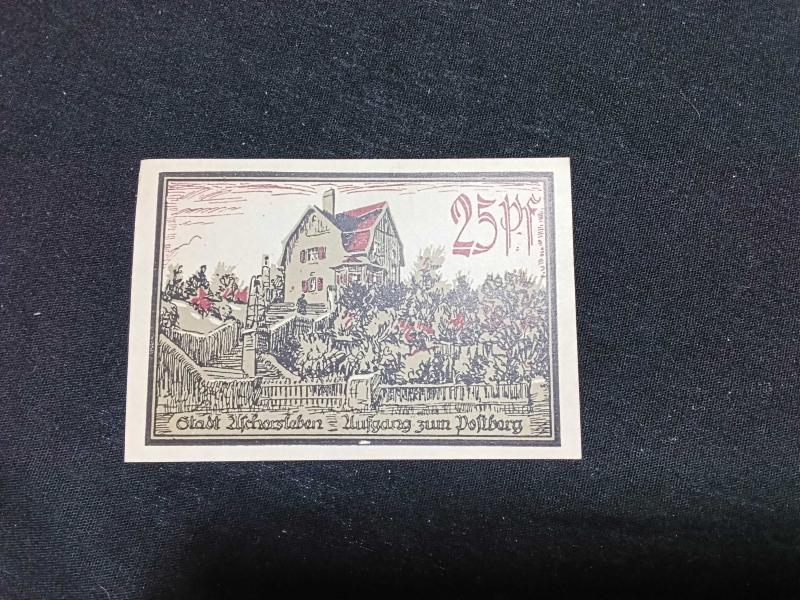 25 Pf
Stadt Aschersleben – Aufgang zum Postberg